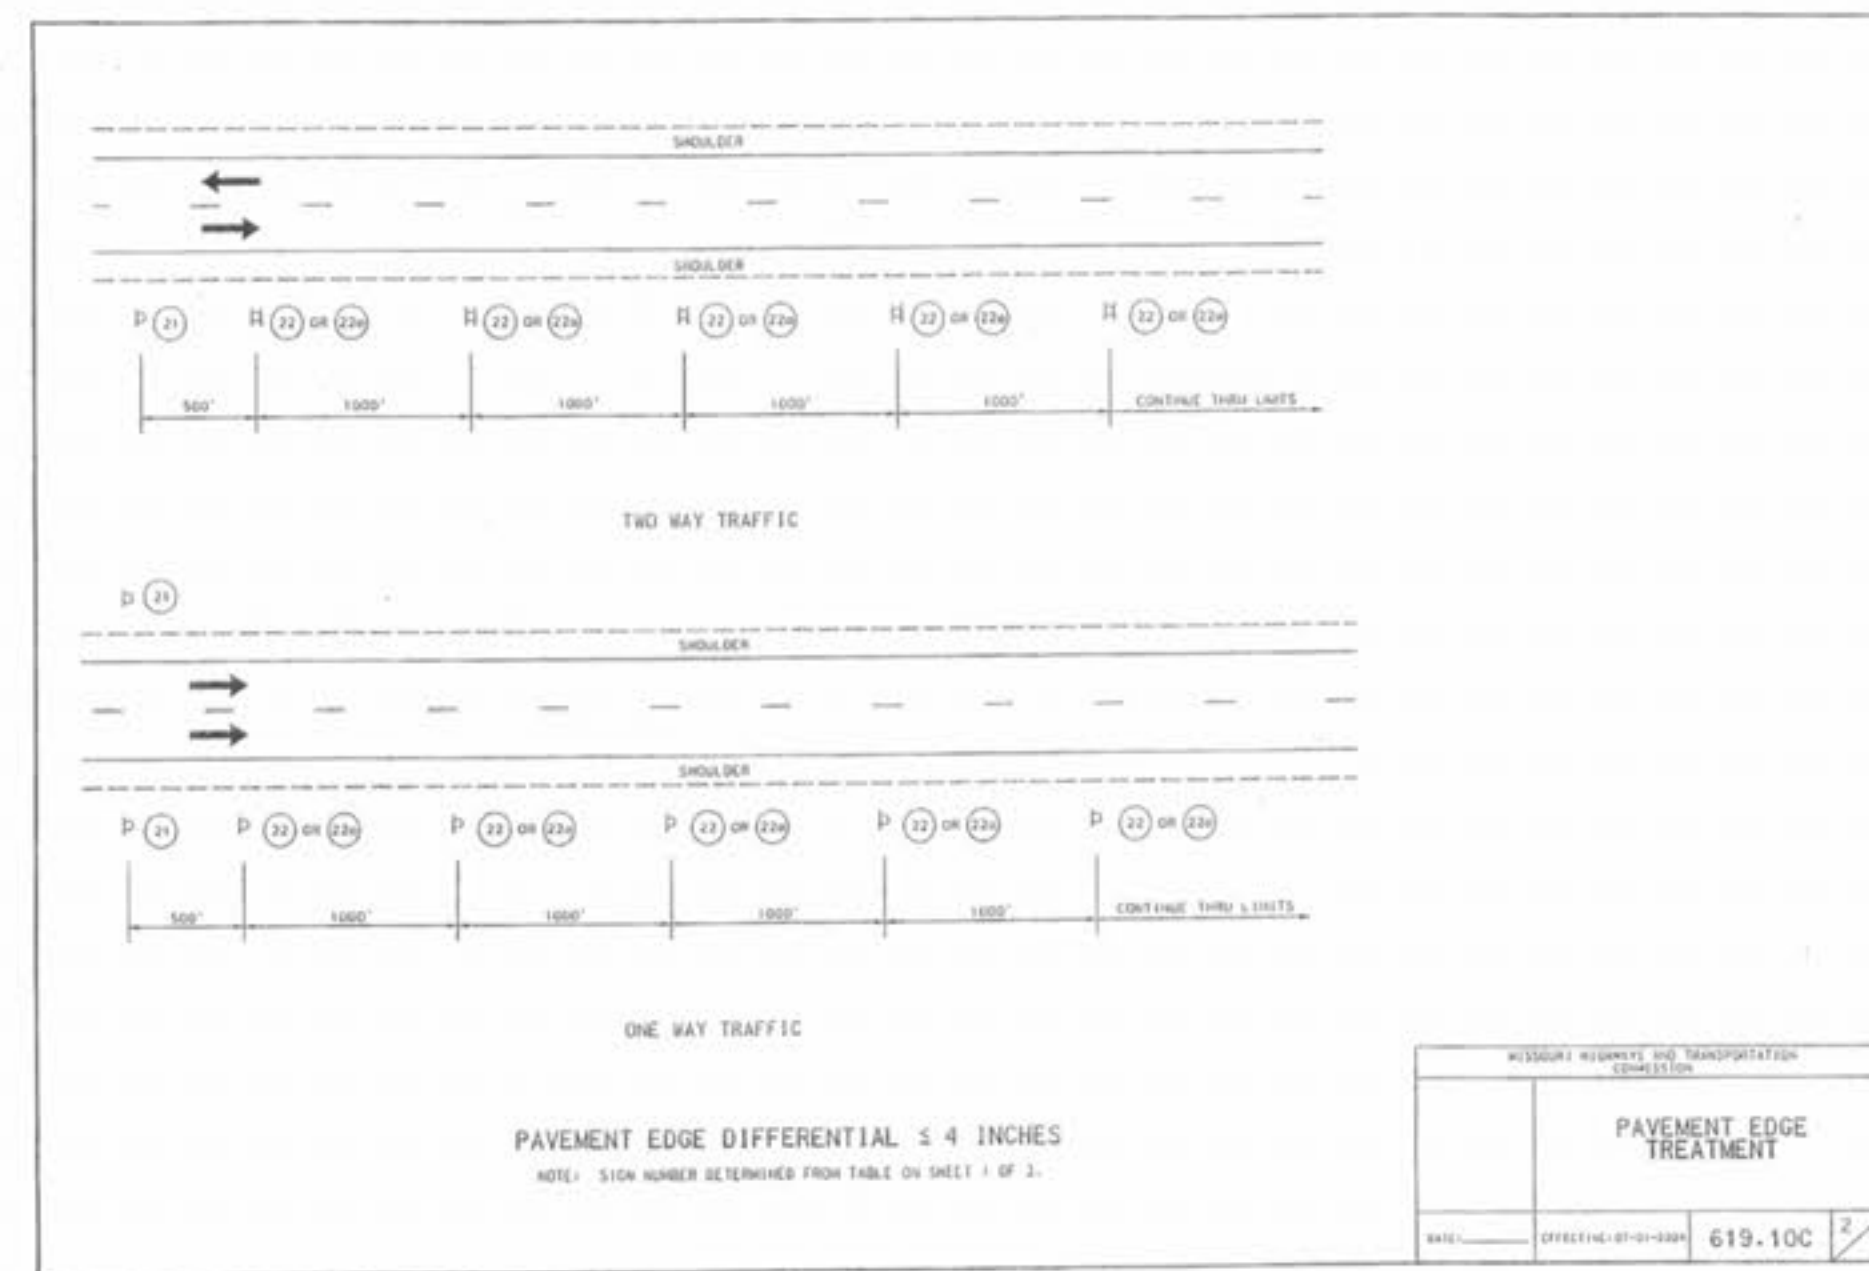 SHOULDER
SHOULDER
21 22 OR 22a 22 OR 22a 22 OR 22a 22 OR 22a 22 OR 22a
500' 1000' 1000' 1000' 1000' CONTINUE THRU LIMITS
TWO WAY TRAFFIC
21
SHOULDER
SHOULDER
21 22 OR 22a 22 OR 22a 22 OR 22a 22 OR 22a 22 OR 22a
500' 1000' 1000' 1000' 1000' CONTINUE THRU LIMITS
ONE WAY TRAFFIC
PAVEMENT EDGE DIFFERENTIAL ≤ 4 INCHES
NOTE: SIGN NUMBER DETERMINED FROM TABLE ON SHEET 1 OF
MISSOURI HIGHWAYS AND TRANSPORTATION
COMMISSION
PAVEMENT EDGE
TREATMENT
DATE: EFFECTIVE: 619.10C 2/